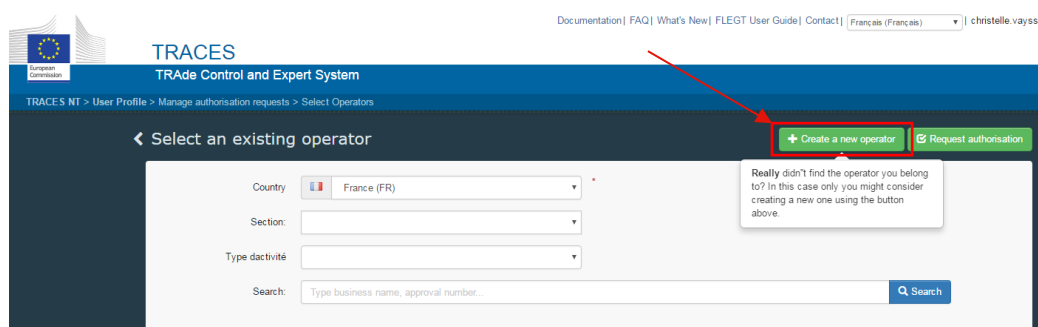 Documentation| FAQ| What's New| FLEGT User Guide| Contact| Français (Français) | christelle.vayss
TRACES
European
Commission
TRAde Control and Expert System
TRACES NT > User Profile > Manage authorisation requests > Select Operators
Select an existing operator
Create a new operator
Request authorisation
Really didn"t find the operator you belong
to? In this case only you might consider
creating a new one using the button
above.
Country France (FR) *
Section:
Type dactivité
Search: Type business name, approval number... Search